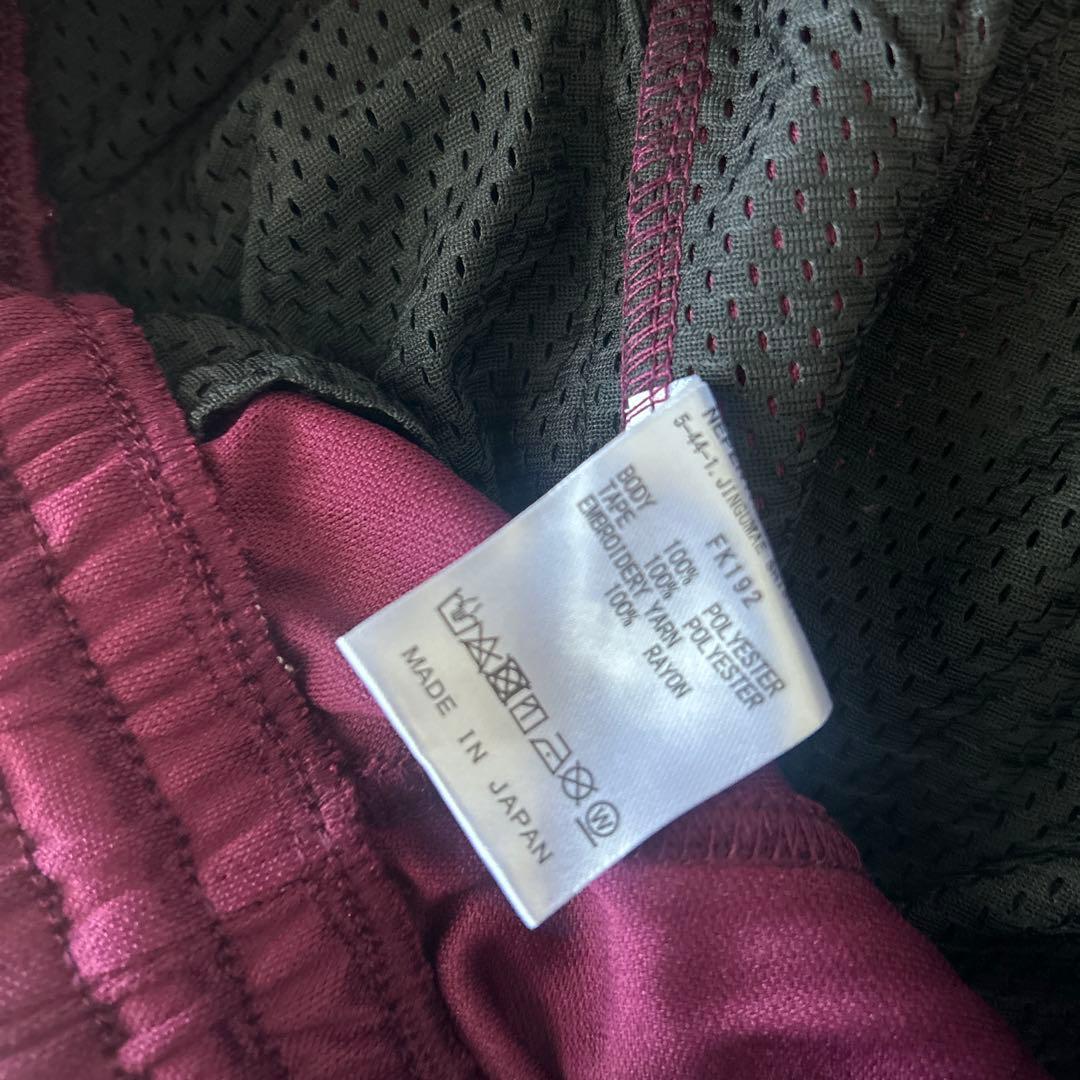 5-44-1, JINGUMAE
FK192
BODY
100% POLYESTER
TAPE
100% POLYESTER
EMBROIDERY YARN
100% RAYON
W
MADE IN JAPAN